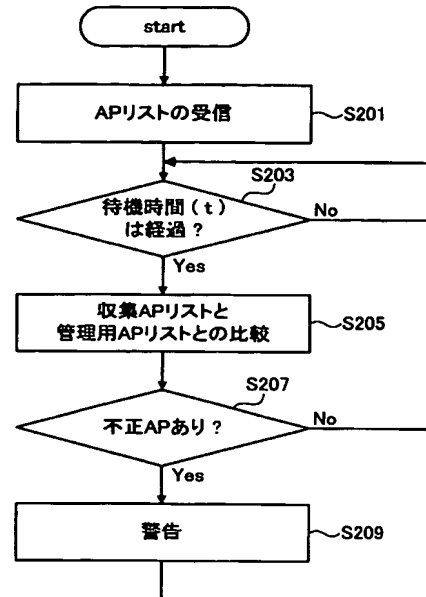 start
APリストの受信
S201
S203
待機時間（t）
は経過？
No
Yes
収集APリストと
管理用APリストとの比較
S205
S207
不正APあり？
No
Yes
警告
S209